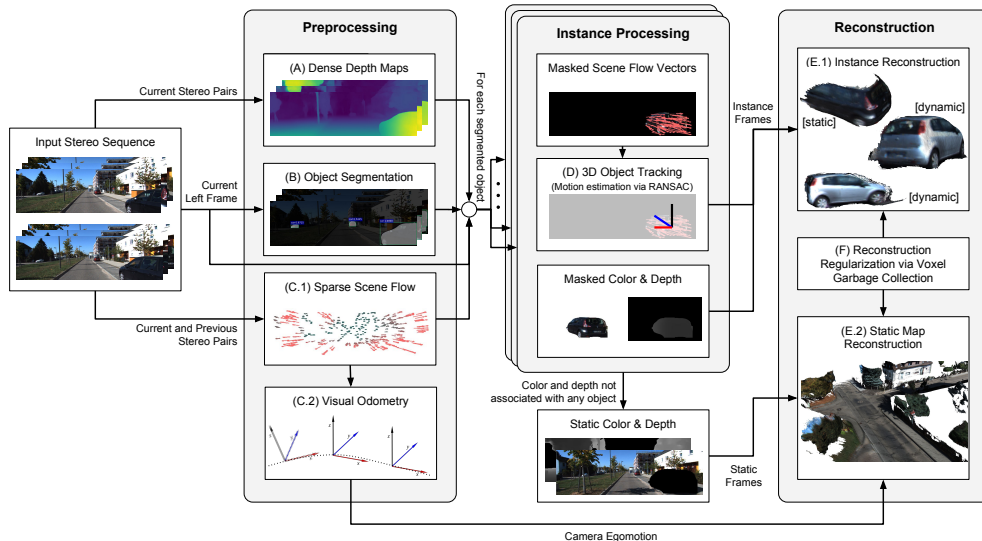 Preprocessing
Instance Processing
Reconstruction
(A) Dense Depth Maps
Masked Scene Flow Vectors
(E.1) Instance Reconstruction
Current Stereo Pairs
For each segmented object
Instance
Frames
[dynamic]
[static]
Input Stereo Sequence
(B) Object Segmentation
(D) 3D Object Tracking
(Motion estimation via RANSAC)
Current
Left Frame
[dynamic]
(F) Reconstruction
Regularization via Voxel
Garbage Collection
(C.1) Sparse Scene Flow
Masked Color & Depth
Current and Previous
Stereo Pairs
(E.2) Static Map
Reconstruction
(C.2) Visual Odometry
Color and depth not
associated with any object
Static Color & Depth
Static
Frames
Camera Egomotion